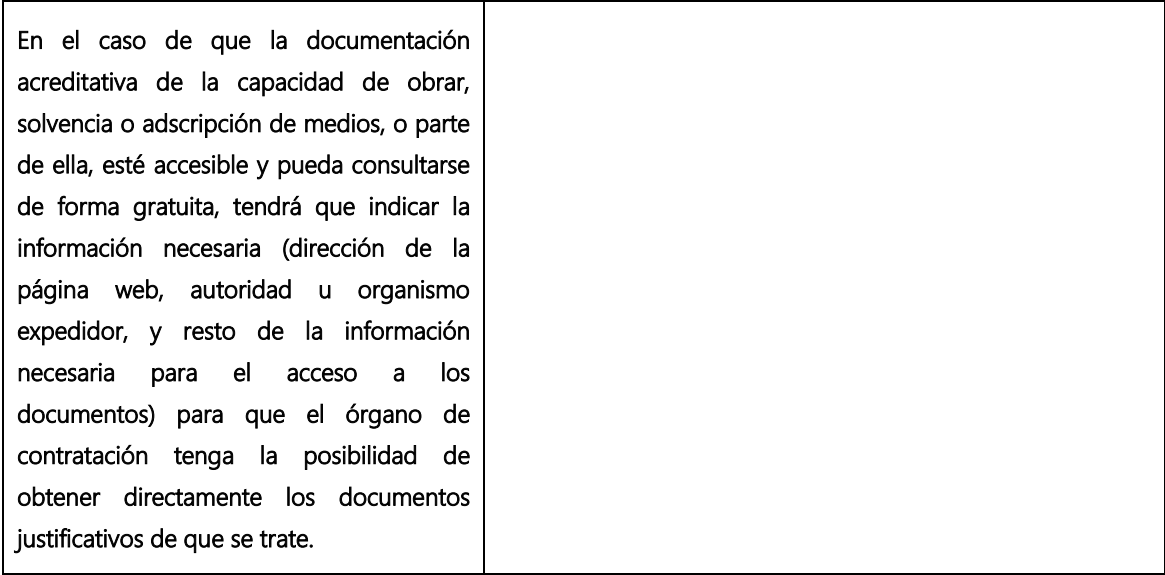 En el caso de que la documentación
acreditativa de la capacidad de obrar,
solvencia o adscripción de medios, o parte
de ella, esté accesible y pueda consultarse
de forma gratuita, tendrá que indicar la
información necesaria (dirección de la
página web, autoridad u organismo
expedidor, y resto de la información
necesaria para el acceso a los
documentos) para que el órgano de
contratación tenga la posibilidad de
obtener directamente los documentos
justificativos de que se trate.